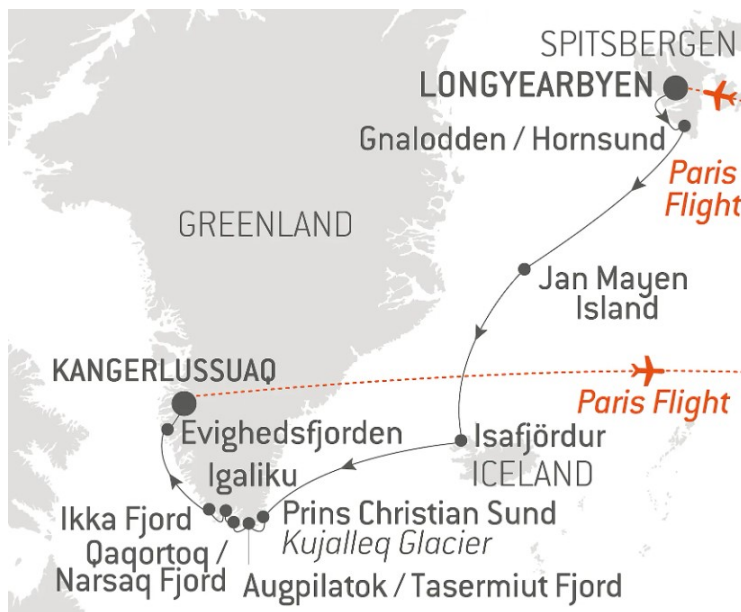 SPITSBERGEN
LONGYEARBYEN
Gnalodden / Hornsund
Paris
Flight
GREENLAND
Jan Mayen
Island
KANGERLUSSUAQ
Paris Flight
Evighedsfjorden
Isafjördur
Igaliku
ICELAND
Ikka Fjord
Prins Christian Sund
Qaqortoq /
Kujalleq Glacier
Narsaq Fjord
Augpilatok / Tasermiut Fjord